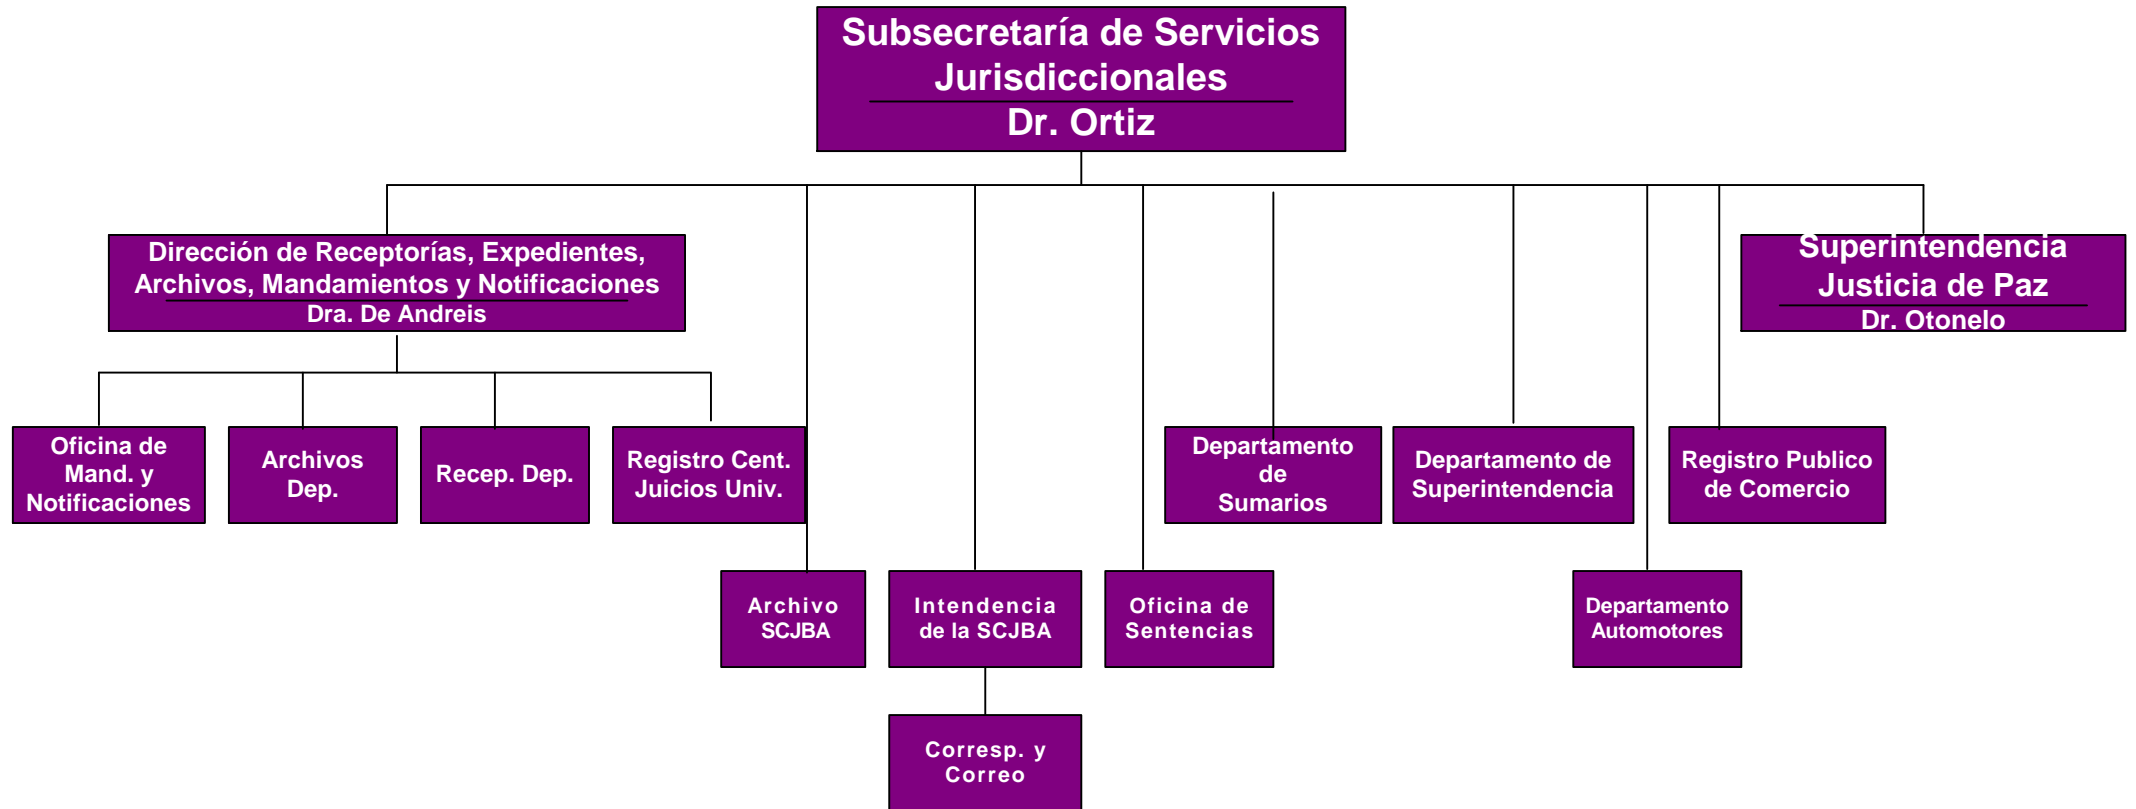 Subsecretaría de Servicios
Jurisdiccionales
Dr. Ortiz
Dirección de Receptorías, Expedientes,
Archivos, Mandamientos y Notificaciones
Dra. De Andreis
Superintendencia
Justicia de Paz
Dr. Otonelo
Oficina de
Mand. y
Notificaciones
Archivos
Dep.
Recep. Dep.
Registro Cent.
Juicios Univ.
Departamento
de
Sumarios
Departamento de
Superintendencia
Registro Publico
de Comercio
Archivo
SCJBA
Intendencia
de la SCJBA
Oficina de
Sentencias
Departamento
Automotores
Corresp. y
Correo